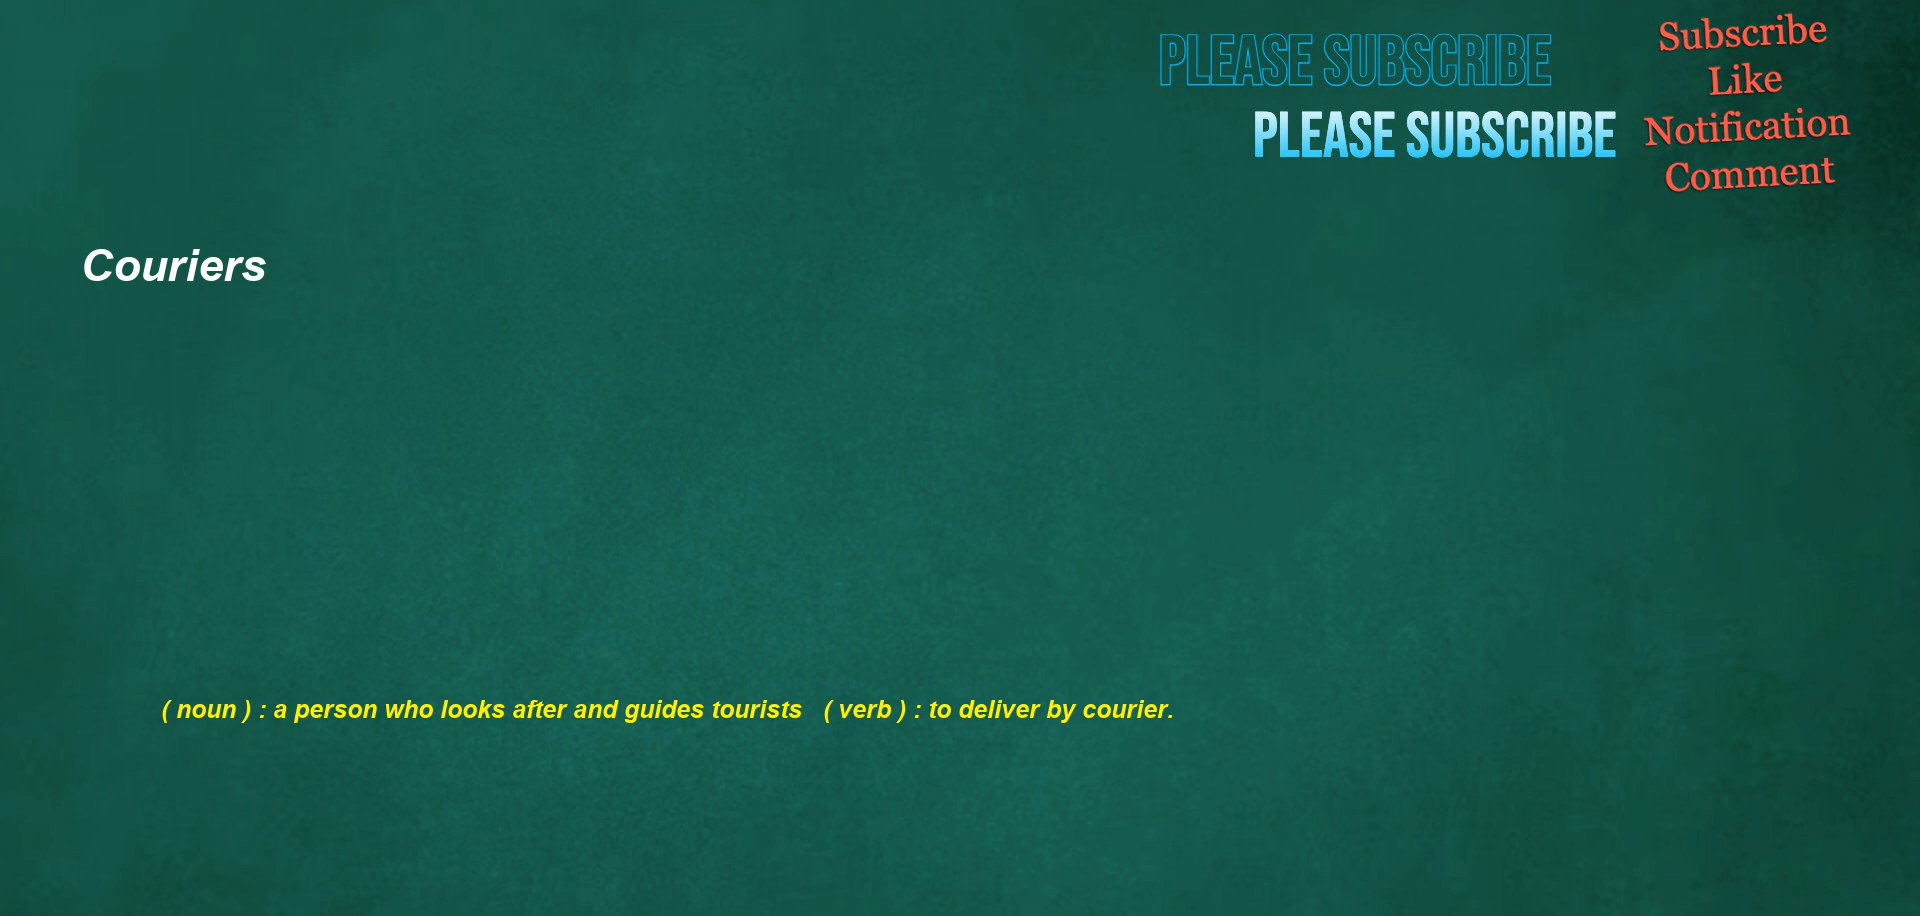 PLEASE SUBSCRIBE
PLEASE SUBSCRIBE
Subscribe
Like
Notification
Comment
Couriers
( noun ) : a person who looks after and guides tourists   ( verb ) : to deliver by courier.